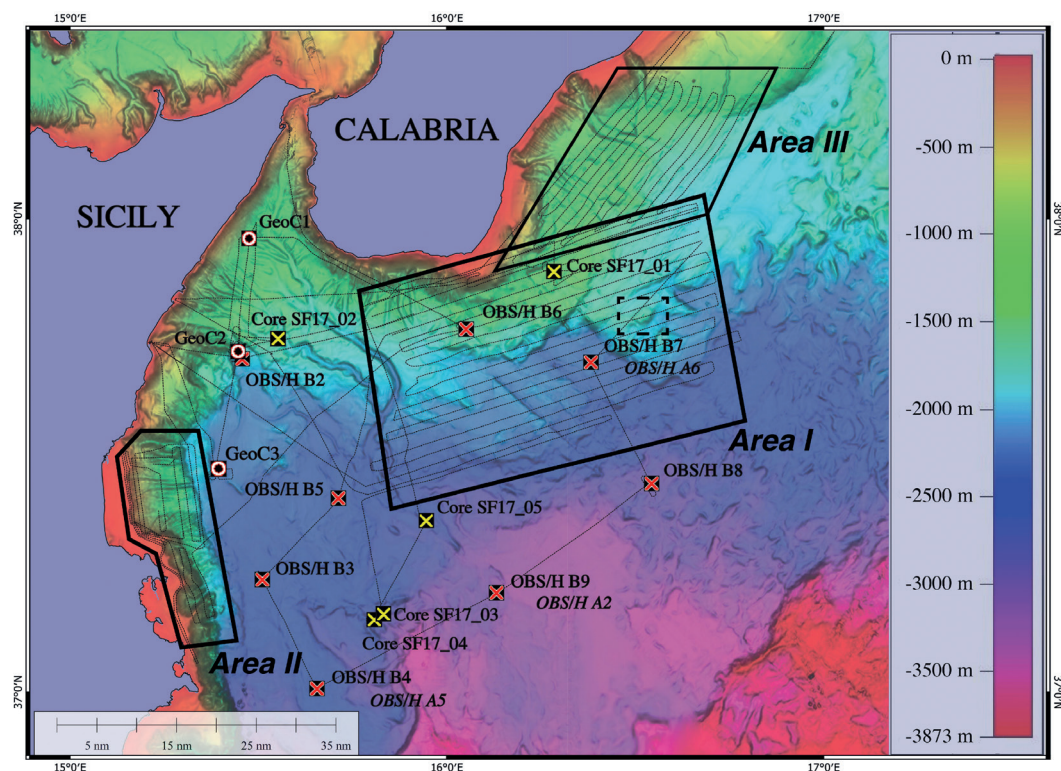 15°0'E
16°0'E
17°0'E
0 m
-500 m
-1000 m
-1500 m
-2000 m
-2500 m
-3000 m
-3500 m
-3873 m
CALABRIA
Area III
SICILY
38°0'N
38°0'N
GeoC1
Core SF17_01
Core SF17_02
OBS/H B6
GeoC2
OBS/H B7
OBS/H A6
OBS/H B2
Area I
GeoC3
OBS/H B8
OBS/H B5
Core SF17_05
OBS/H B3
OBS/H B9
OBS/H A2
Core SF17_03
Core SF17_04
Area II
OBS/H B4
OBS/H A5
37°0'N
37°0'N
5 nm
15 nm
25 nm
35 nm
15°0'E
16°0'E
17°0'E